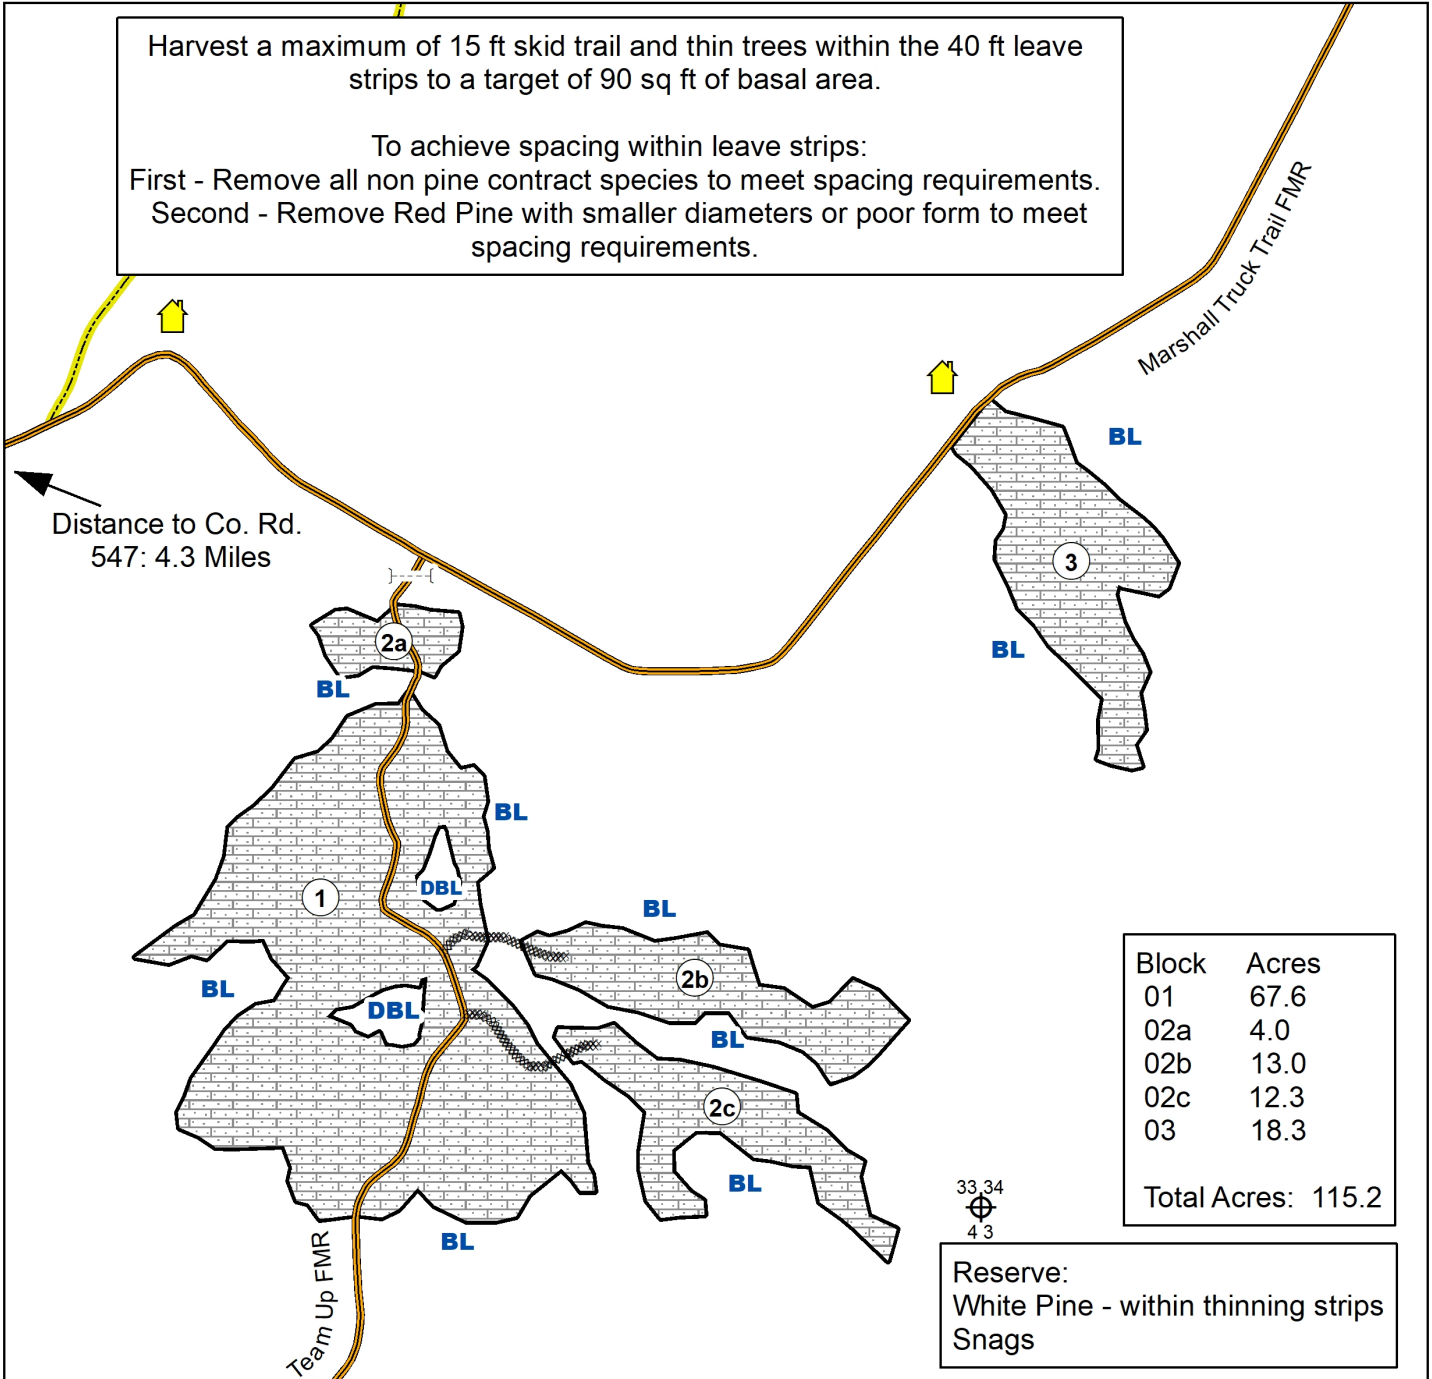 Harvest a maximum of 15 ft skid trail and thin trees within the 40 ft leave
strips to a target of 90 sq ft of basal area.
To achieve spacing within leave strips:
First - Remove all non pine contract species to meet spacing requirements.
Second - Remove Red Pine with smaller diameters or poor form to meet
spacing requirements.
Marshall Truck Trail FMR
BL
Distance to Co. Rd.
547: 4.3 Miles
3
2a
BL
BL
BL
DBL
1
BL
2b
BL
DBL
BL
2c
BL
BL
Team Up FMR
Block Acres
01 67.6
02a 4.0
02b 13.0
02c 12.3
03 18.3
Total Acres: 115.2
33 34
4 3
Reserve:
White Pine - within thinning strips
Snags